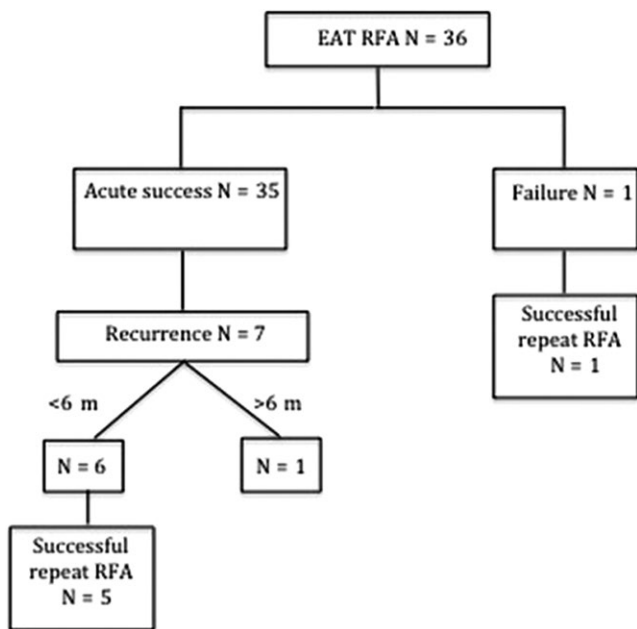 EAT RFA N = 36
Acute success N = 35
Failure N = 1
Recurrence N = 7
Successful
repeat RFA
N = 1
<6 m
>6 m
N = 6
N = 1
Successful
repeat RFA
N = 5